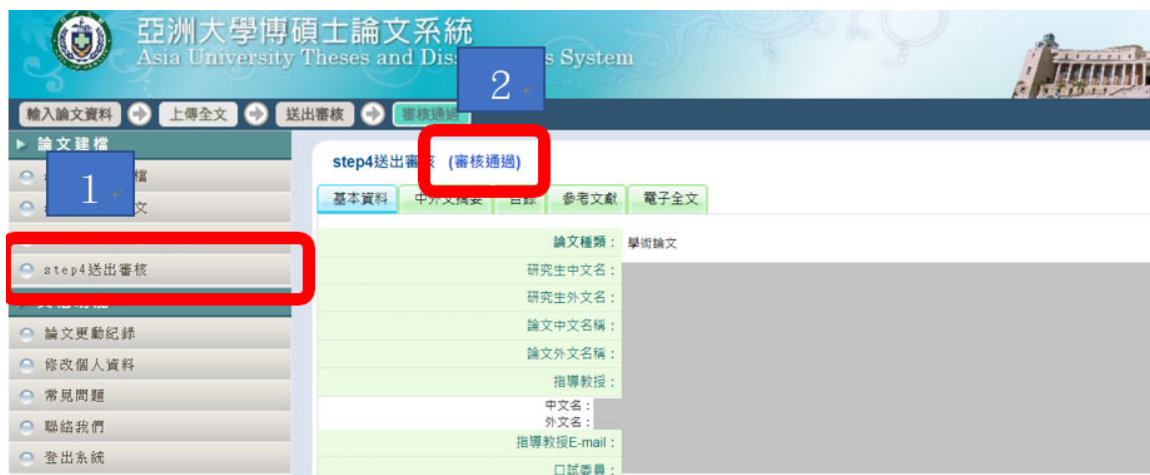 亞洲大學博碩士論文系統
Asia University Theses and Dis s System
2
輸入論文資料 上傳全文 送出審核 審核通過
論文建檔
1
檔
文
step4送出審核
論文更動紀錄
修改個人資料
常見問題
聯絡我們
登出系統
step4送出審核 (審核通過)
基本資料 中外文摘要 目錄 參考文獻 電子全文
論文種類: 學術論文
研究生中文名:
研究生外文名:
論文中文名稱:
論文外文名稱:
指導教授:
中文名:
外文名:
指導教授E-mail:
口試委員: